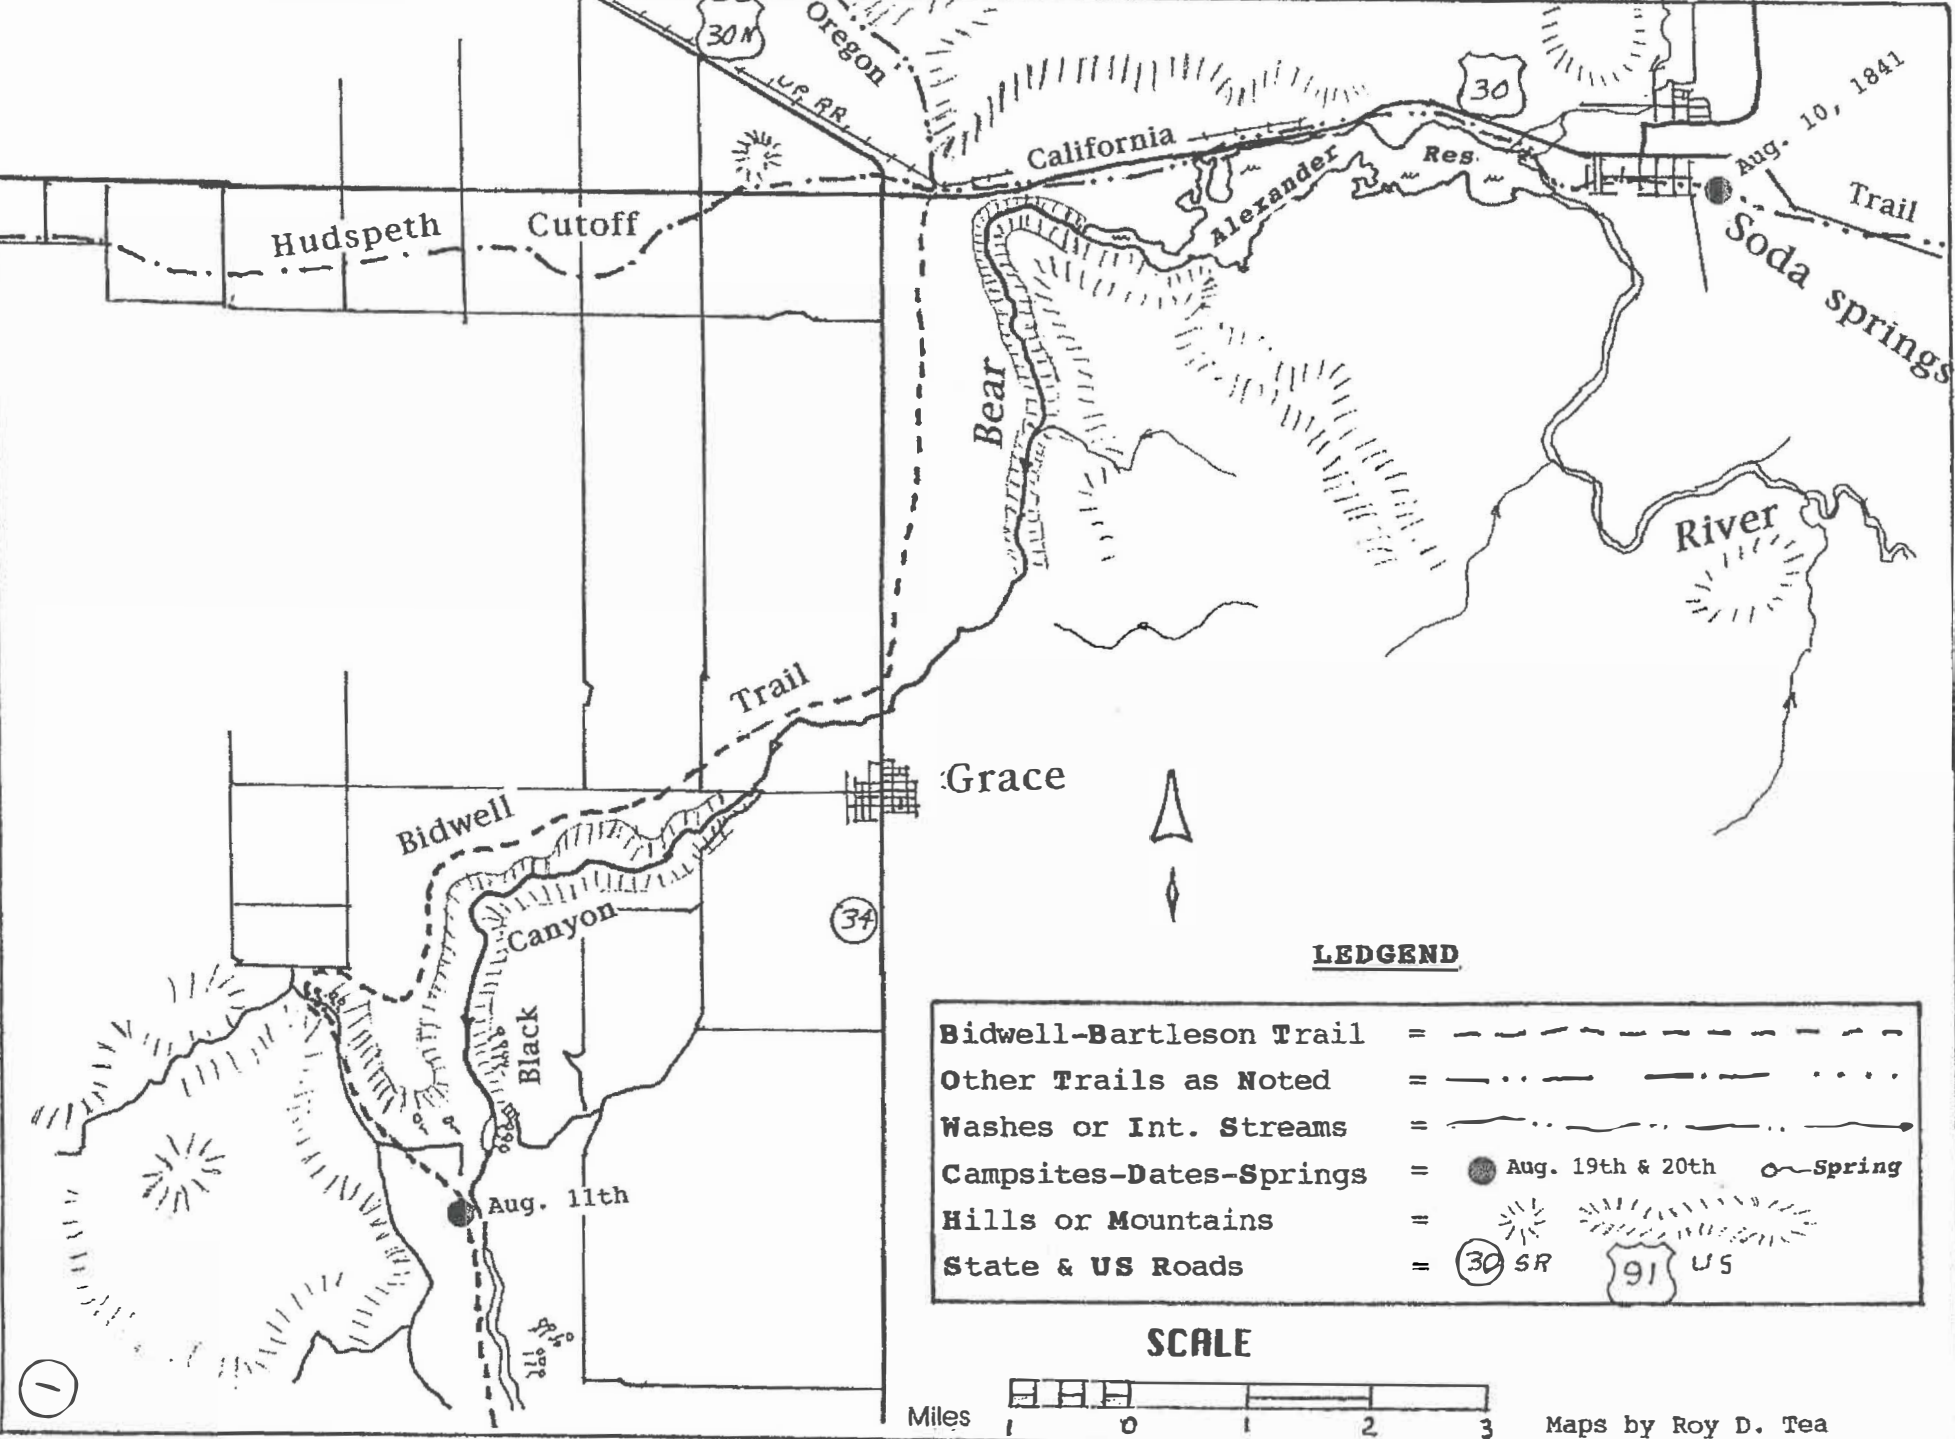 30N
Oregon
UP RR
California
30
Aug. 10, 1841
Trail
Alexander
Res.
Soda springs
Hudspeth Cutoff
Bear
River
Trail
Grace
Bidwell
Canyon
Black
34
Aug. 11th
LEDGEND
Bidwell-Bartleson Trail =
Other Trails as Noted =
Washes or Int. Streams =
Campsites-Dates-Springs = Aug. 19th & 20th Spring
Hills or Mountains =
State & US Roads = 30 SR 91 US
SCALE
Miles 1 0 1 2 3
Maps by Roy D. Tea
1